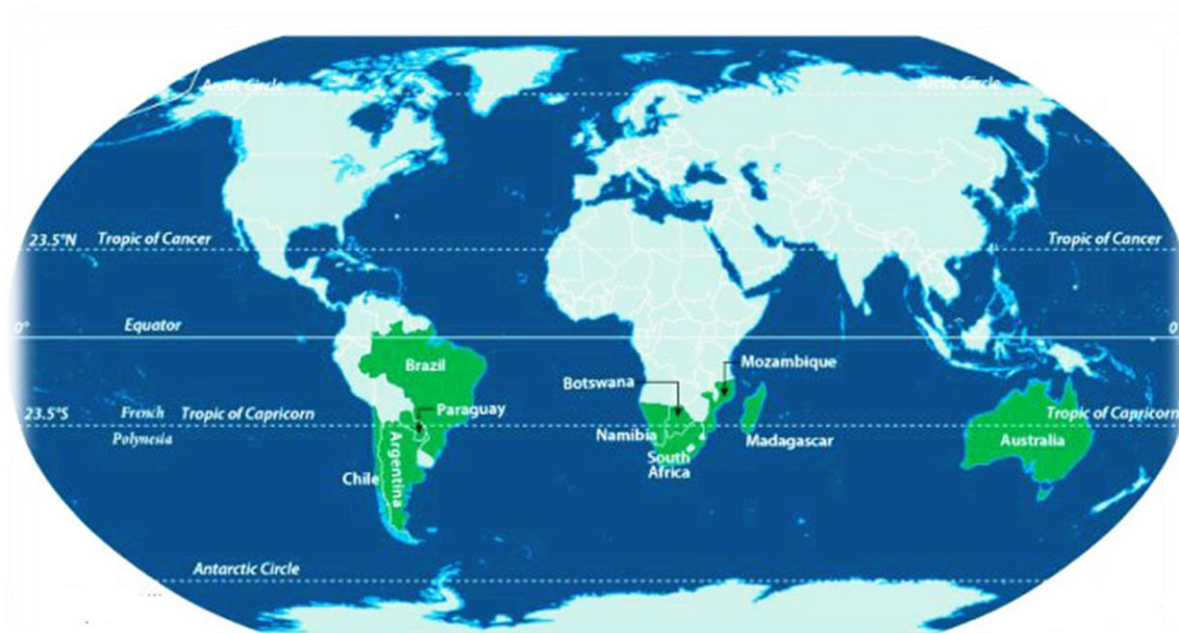 Arctic Circle
Arctic Circle
23.5°N
Tropic of Cancer
Tropic of Cancer
0°
Equator
0
Brazil
Mozambique
Botswana
23.5°S
French
Polynesia
Tropic of Capricorn
Paraguay
Tropic of Capricorn
Namibia
Madagascar
Australia
South
Africa
Chile
Argentina
Antarctic Circle